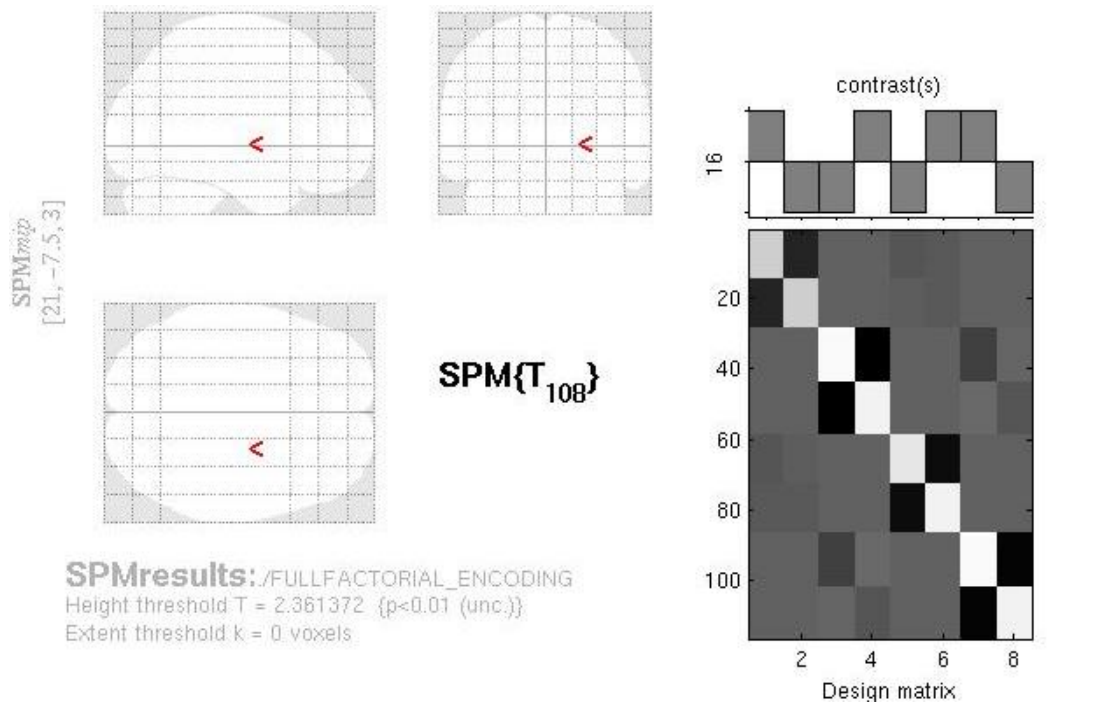 SPMmip
[21, -7.5, 3]
SPM{T108}
SPMresults:./FULLFACTORIAL_ENCODING
Height threshold T = 2.361372 {p<0.01 (unc.)}
Extent threshold k = 0 voxels
contrast(s)
16
20
40
60
80
100
2 4 6 8
Design matrix